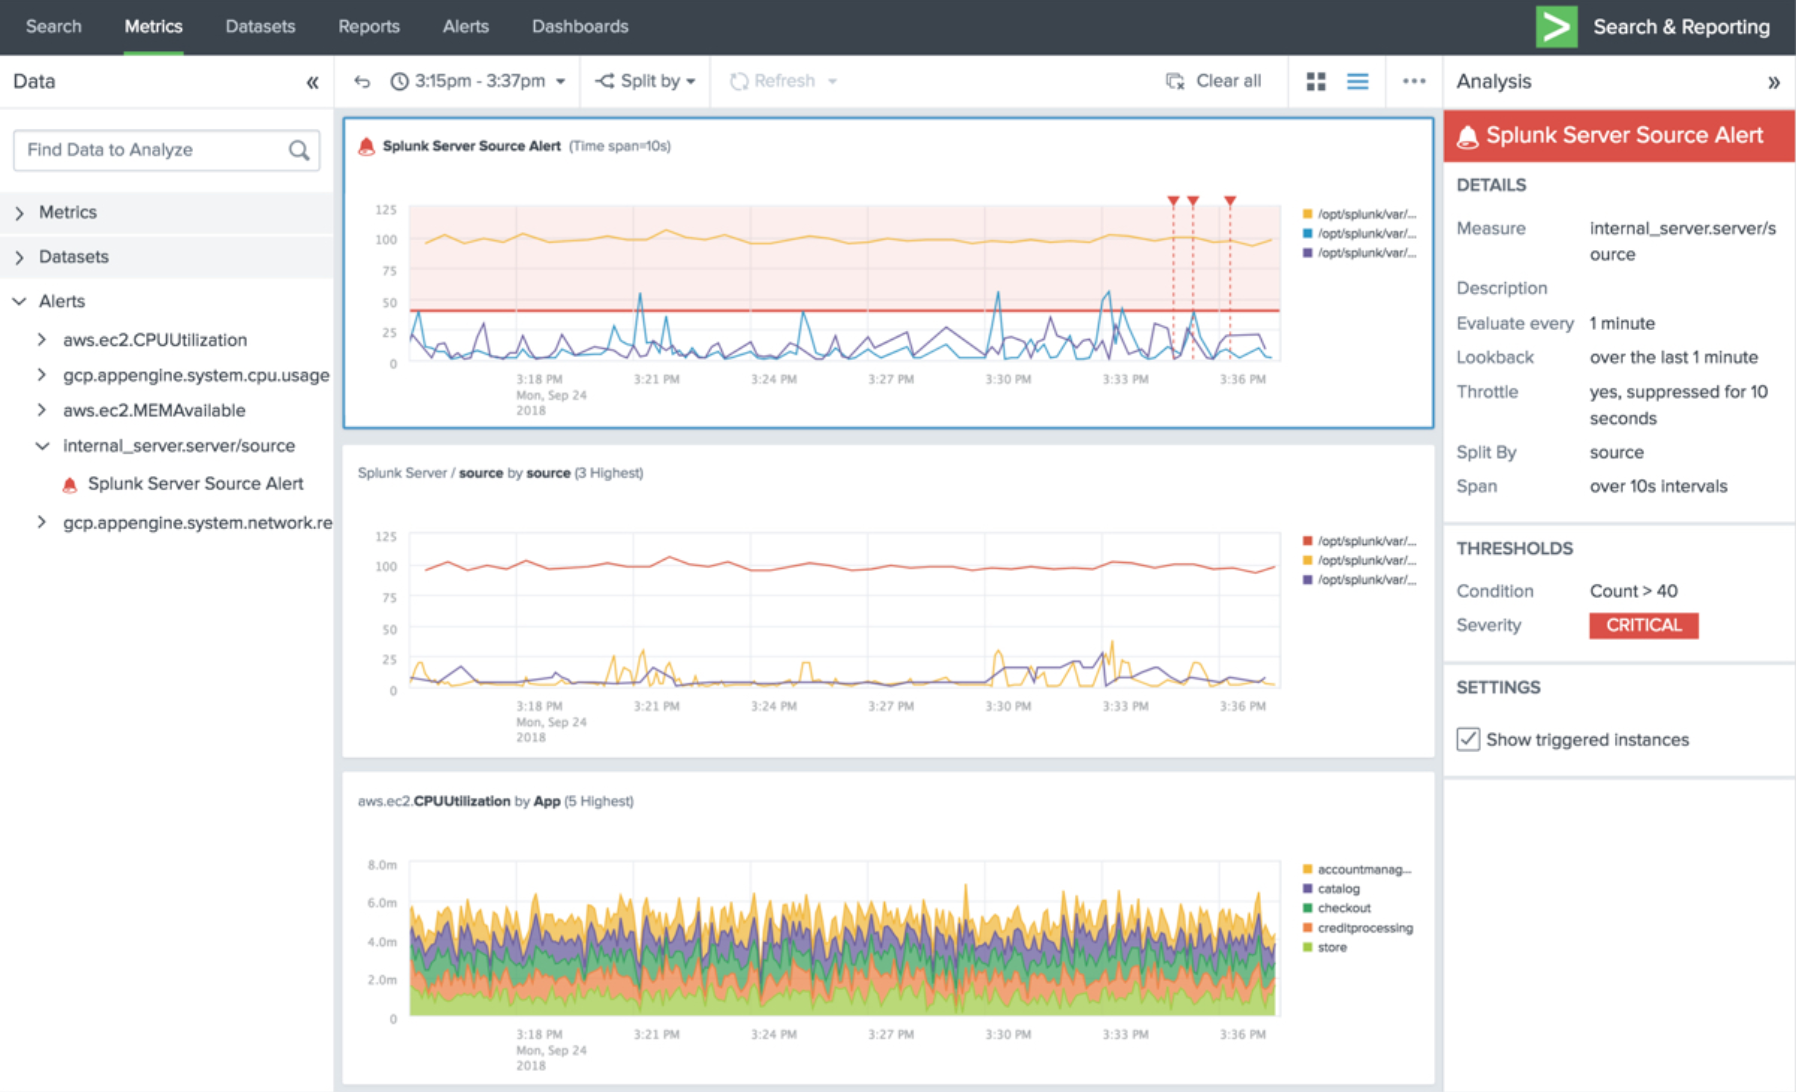 Search Metrics Datasets Reports Alerts Dashboards Search & Reporting
Data «
Find Data to Analyze
Metrics
Datasets
Alerts
aws.ec2.CPUUtilization
gcp.appengine.system.cpu.usage
aws.ec2.MEMAvailable
internal_server.server/source
Splunk Server Source Alert
gcp.appengine.system.network.re
3:15pm - 3:37pm Split by Refresh Clear all
Splunk Server Source Alert (Time span=10s)
125
100
75
50
25
0
3:18 PM 3:21 PM 3:24 PM 3:27 PM 3:30 PM 3:33 PM 3:36 PM
Mon, Sep 24
2018
/opt/splunk/var/...
/opt/splunk/var/...
/opt/splunk/var/...
Splunk Server / source by source (3 Highest)
125
100
75
50
25
0
3:18 PM 3:21 PM 3:24 PM 3:27 PM 3:30 PM 3:33 PM 3:36 PM
Mon, Sep 24
2018
/opt/splunk/var/...
/opt/splunk/var/...
/opt/splunk/var/...
aws.ec2.CPUUtilization by App (5 Highest)
8.0m
6.0m
4.0m
2.0m
0
3:18 PM 3:21 PM 3:24 PM 3:27 PM 3:30 PM 3:33 PM 3:36 PM
Mon, Sep 24
2018
accountmanag...
catalog
checkout
creditprocessing
store
Analysis »
Splunk Server Source Alert
DETAILS
Measure internal_server.server/s
ource
Description
Evaluate every 1 minute
Lookback over the last 1 minute
Throttle yes, suppressed for 10
seconds
Split By source
Span over 10s intervals
THRESHOLDS
Condition Count > 40
Severity CRITICAL
SETTINGS
Show triggered instances